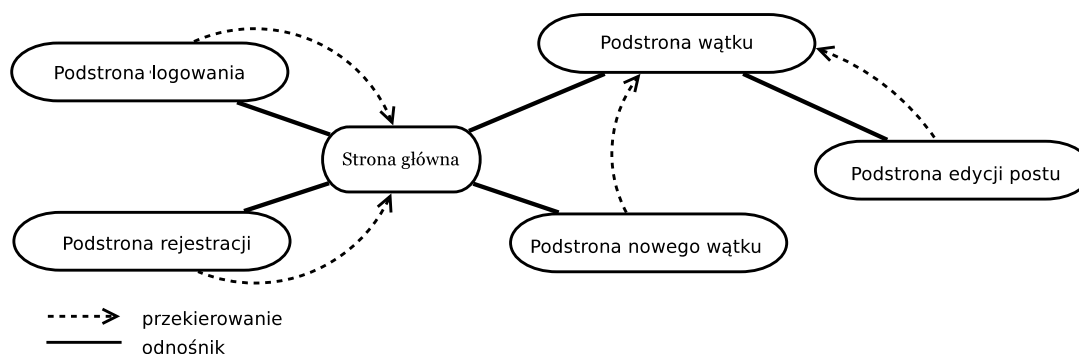 Podstrona wątku
Podstrona logowania
Strona główna
Podstrona edycji postu
Podstrona rejestracji
Podstrona nowego wątku
przekierowanie
odnośnik